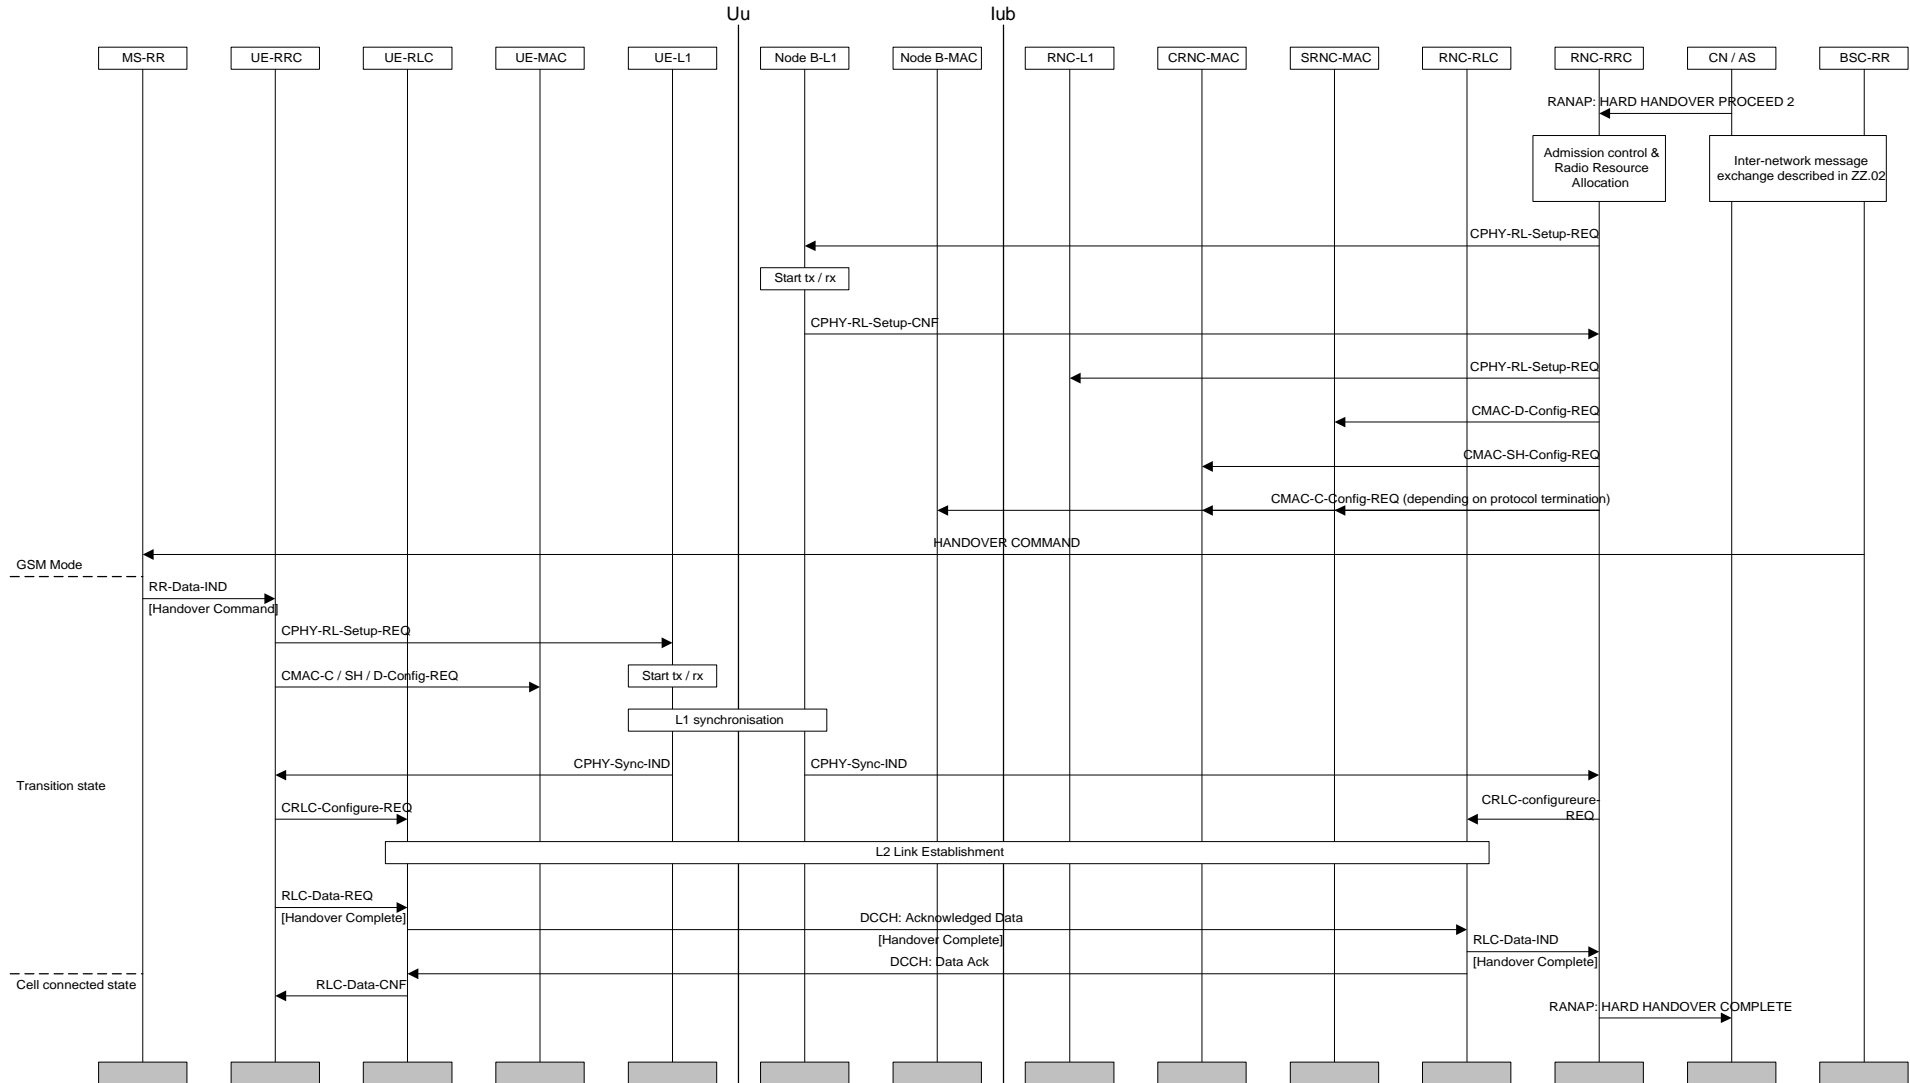 Uu
Iub
MS-RR
UE-RRC
UE-RLC
UE-MAC
UE-L1
Node B-L1
Node B-MAC
RNC-L1
CRNC-MAC
SRNC-MAC
RNC-RLC
RNC-RRC
CN / AS
BSC-RR
RANAP: HARD HANDOVER PROCEED 2
Admission control &
Radio Resource
Allocation
Inter-network message
exchange described in ZZ.02
CPHY-RL-Setup-REQ
Start tx / rx
CPHY-RL-Setup-CNF
CPHY-RL-Setup-REQ
CMAC-D-Config-REQ
CMAC-SH-Config-REQ
CMAC-C-Config-REQ (depending on protocol termination)
HANDOVER COMMAND
GSM Mode
RR-Data-IND
[Handover Command]
CPHY-RL-Setup-REQ
CMAC-C / SH / D-Config-REQ
Start tx / rx
L1 synchronisation
CPHY-Sync-IND
CPHY-Sync-IND
Transition state
CRLC-Configure-REQ
CRLC-configureure-
REQ
L2 Link Establishment
RLC-Data-REQ
[Handover Complete]
DCCH: Acknowledged Data
[Handover Complete]
RLC-Data-IND
[Handover Complete]
DCCH: Data Ack
Cell connected state
RLC-Data-CNF
RANAP: HARD HANDOVER COMPLETE